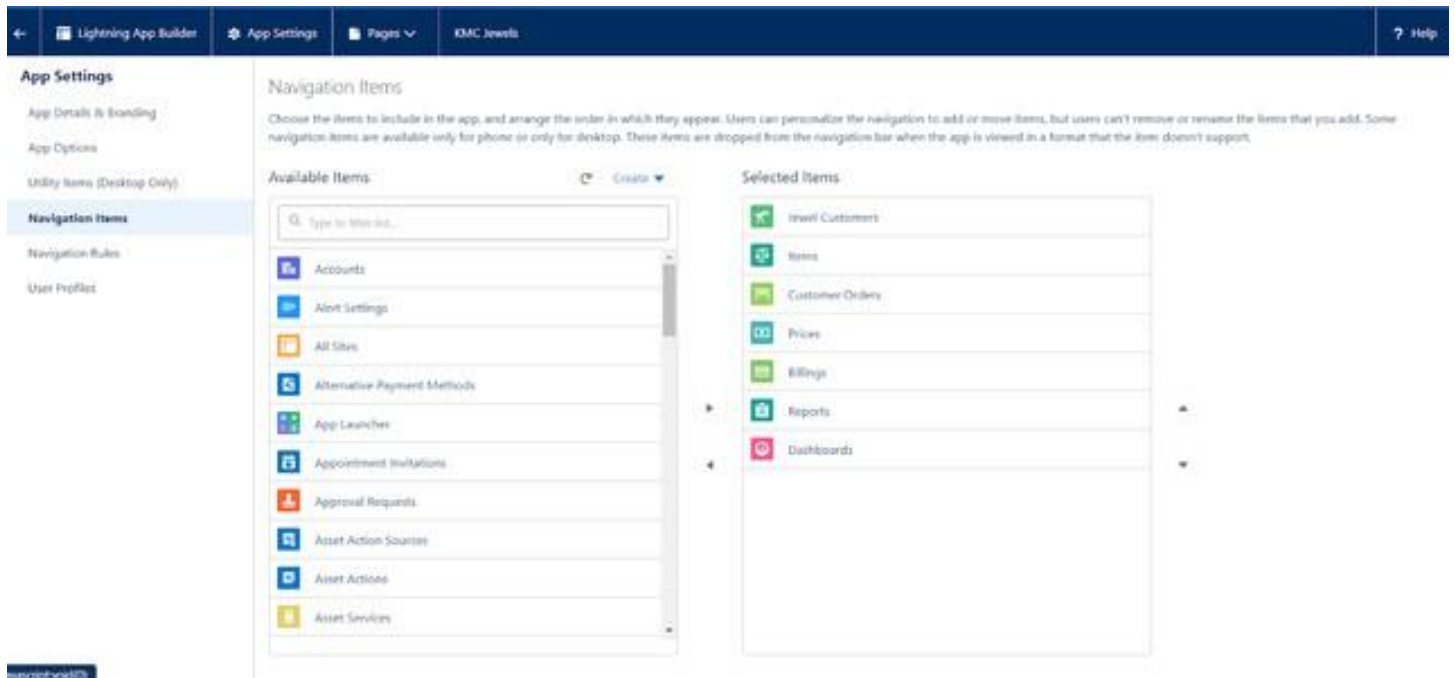 Lightning App Builder
App Settings
Pages
KMC Jewels
? Help
App Settings
App Details & Branding
App Options
Utility Items (Desktop Only)
Navigation Items
Navigation Rules
User Profiles
Navigation Items
Choose the items to include in the app, and arrange the order in which they appear. Users can personalize the navigation to add or move items, but users can't remove or rename the items that you add. Some
navigation items are available only for phone or only for desktop. These items are dropped from the navigation bar when the app is viewed in a format that the item doesn't support.
Available Items
Create
Type to filter list...
Accounts
Alert Settings
All Sites
Alternative Payment Methods
App Launcher
Appointment Invitations
Approval Requests
Asset Action Sources
Asset Actions
Asset Services
Selected Items
Jewel Customers
Items
Customer Orders
Prices
Billings
Reports
Dashboards